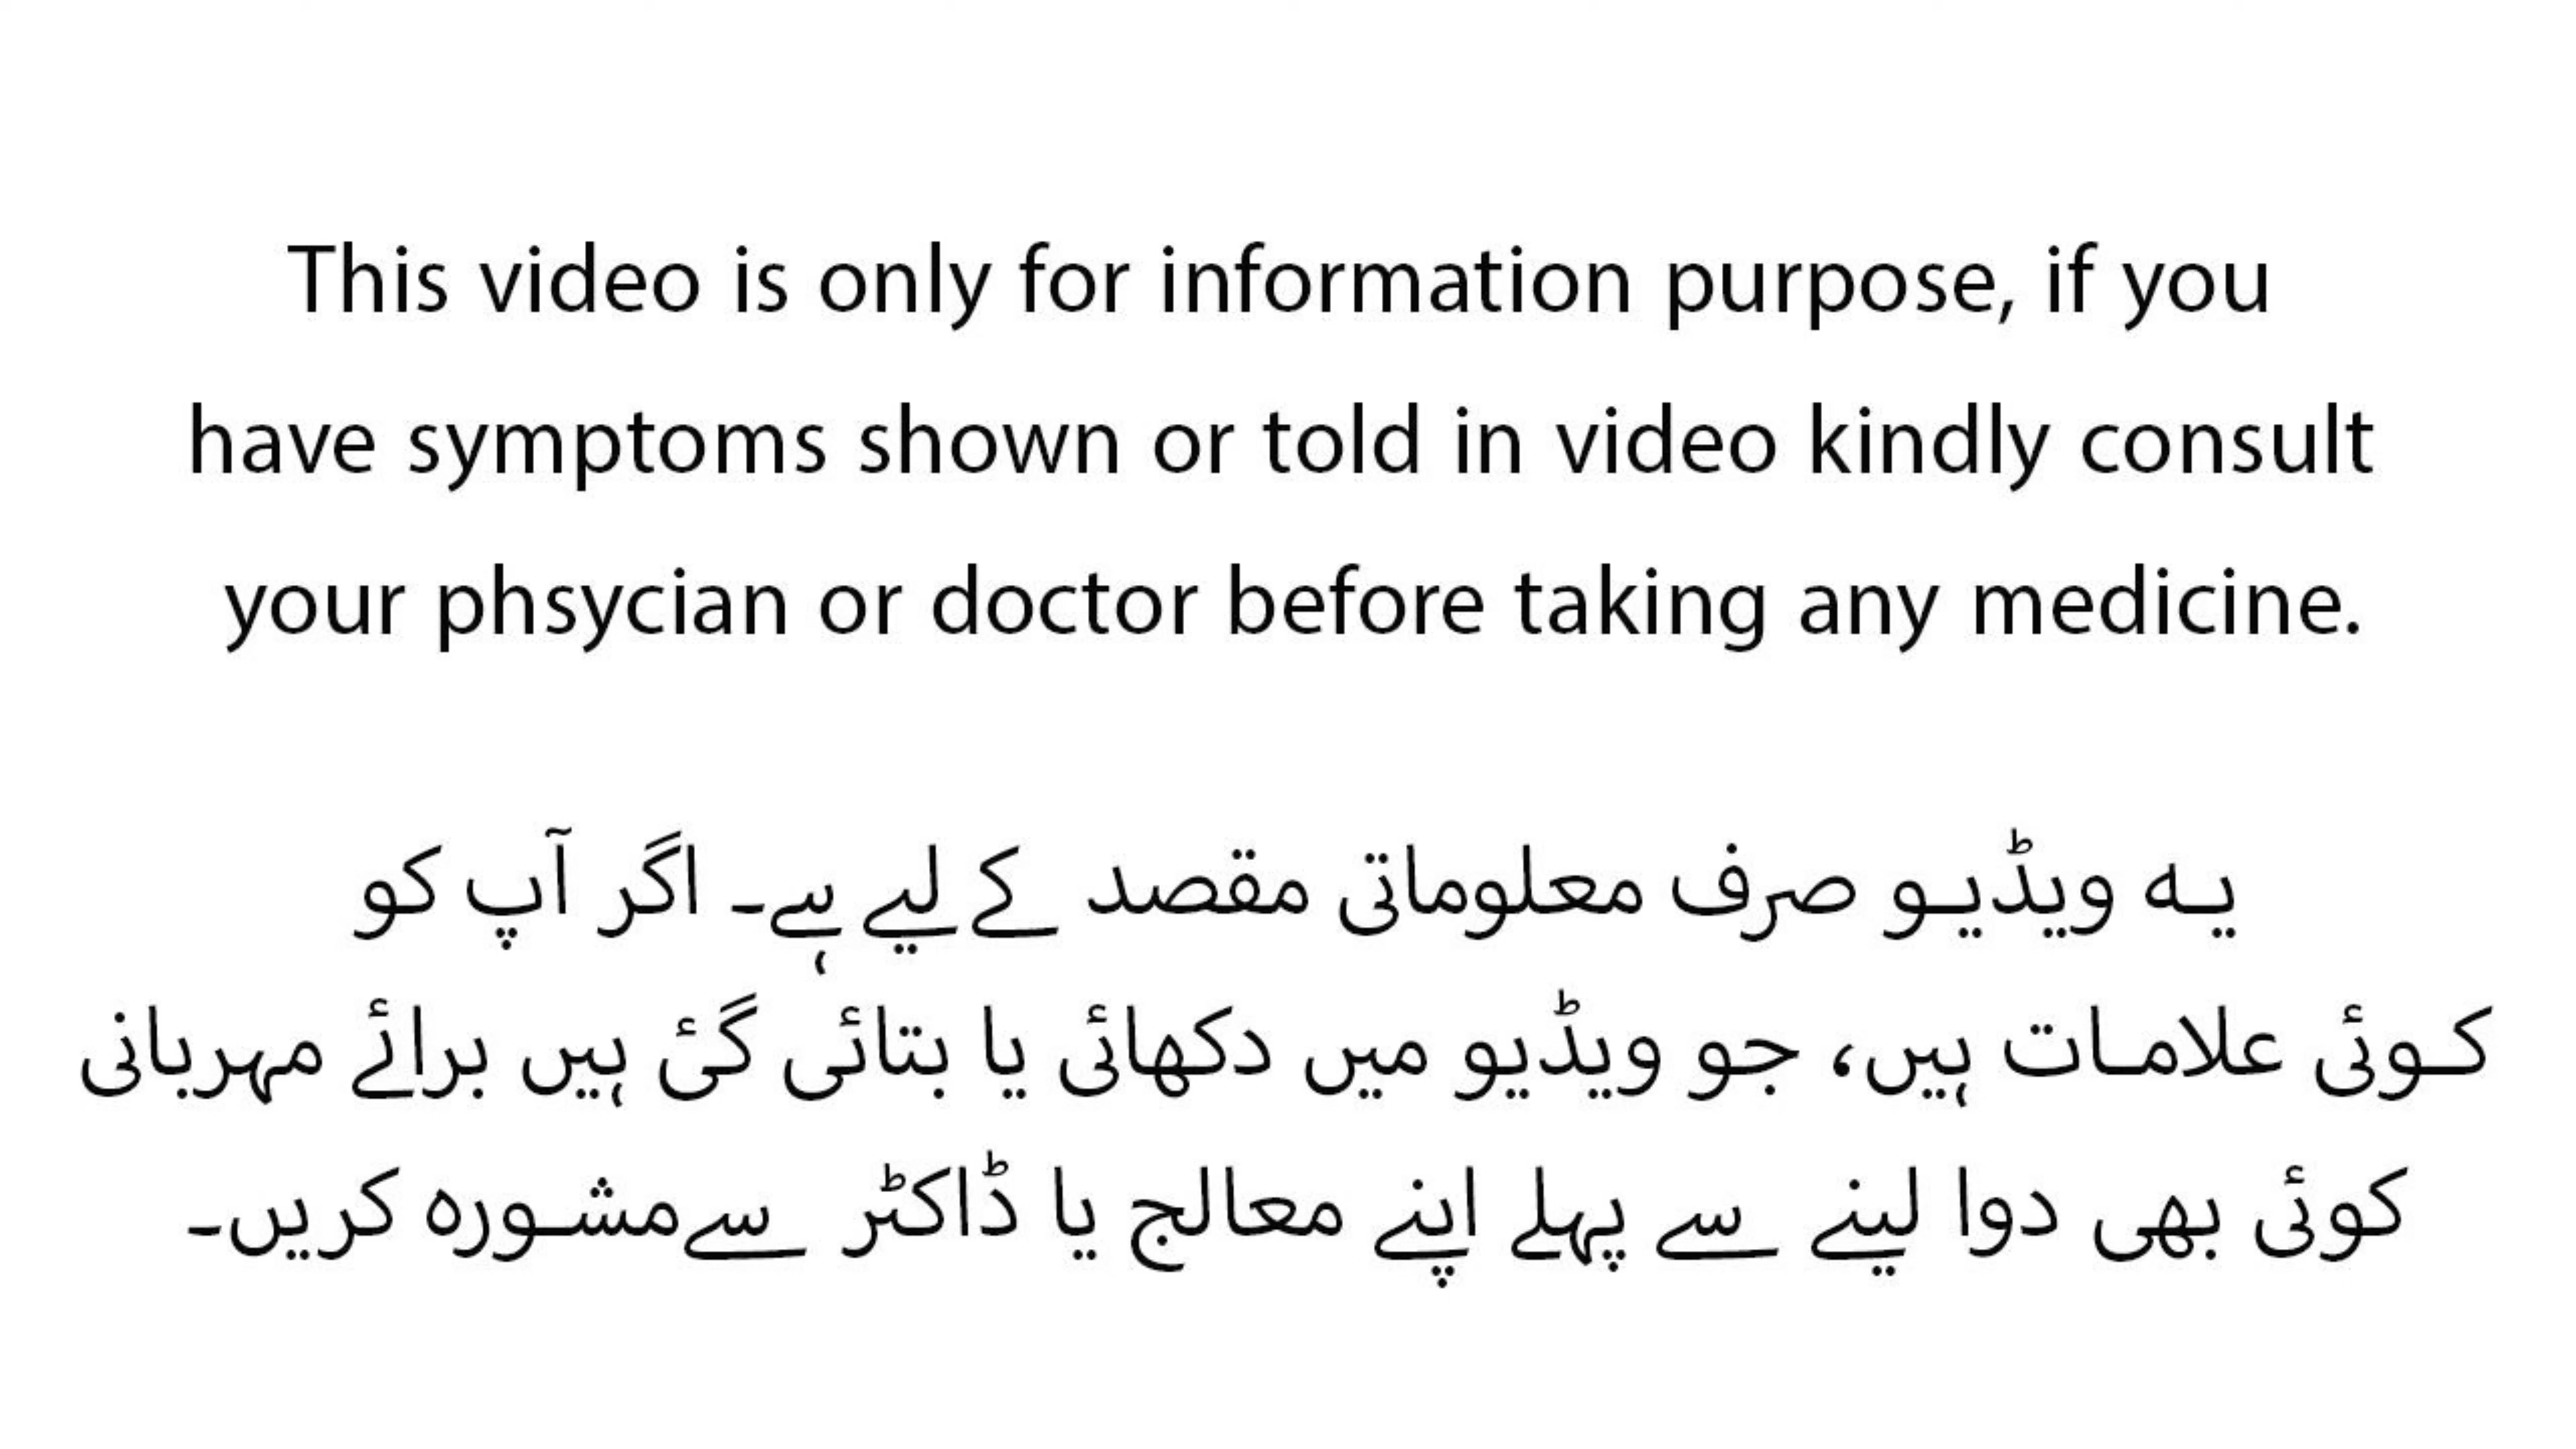 This video is only for information purpose, if you
have symptoms shown or told in video kindly consult
your phsycian or doctor before taking any medicine.
یہ ویڈیو صرف معلوماتی مقصد کے لیے ہے۔ اگر آپ کو
کوئی علامات ہیں، جو ویڈیو میں دکھائی یا بتائی گئ ہیں برائے مہربانی
کوئی بھی دوا لینے سے پہلے اپنے معالج یا ڈاکٹر سےمشورہ کریں۔